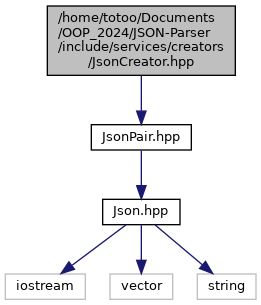 /home/totoo/Documents
/OOP_2024/JSON-Parser
/include/services/creators
/JsonCreator.hpp
JsonPair.hpp
Json.hpp
iostream
vector
string